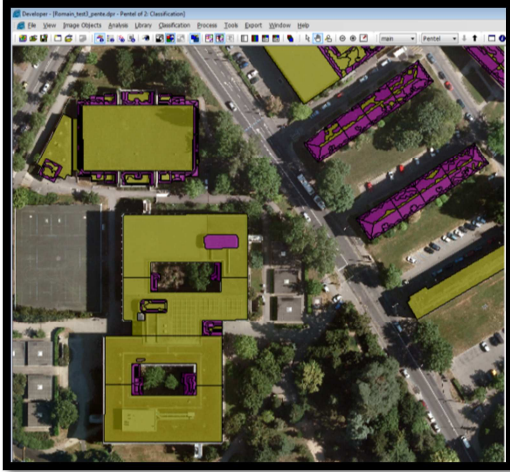 Developer - [Romain_test3_pente.dpr - Pentel of 2: Classification]
File View Image Objects Analysis Library Classification Process Tools Export Window Help
main Pentel